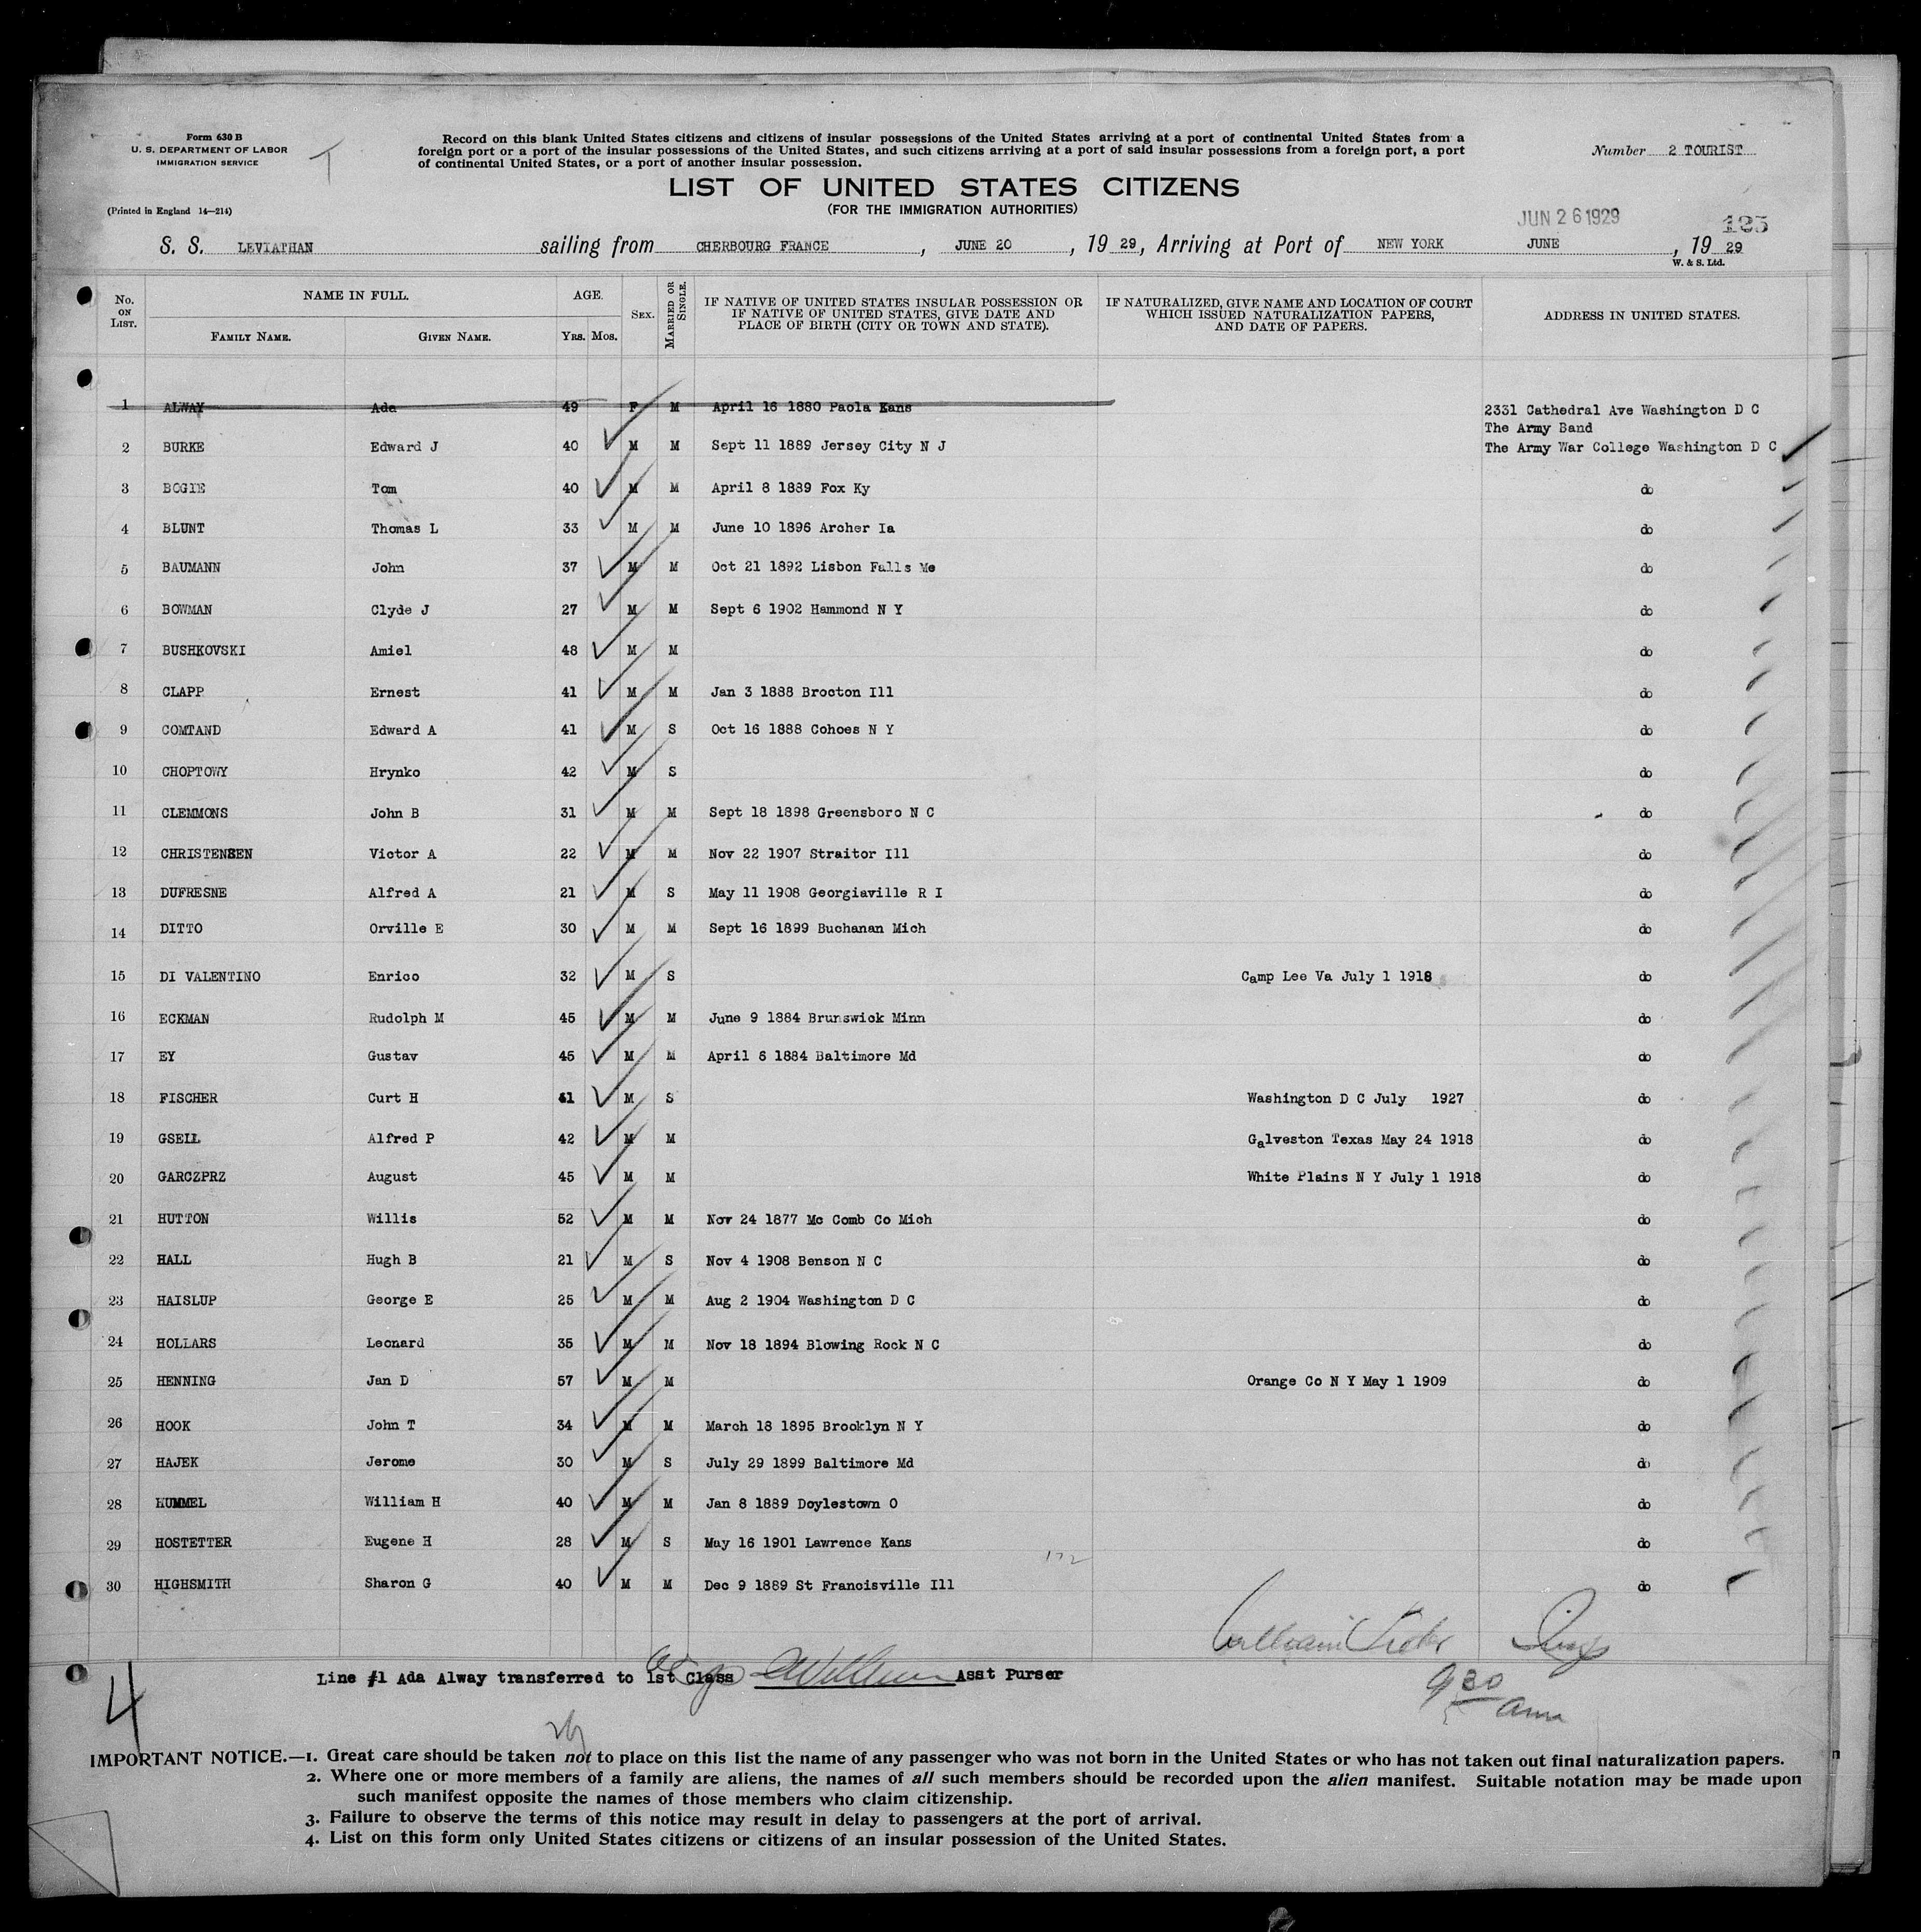 Form 630 B
U. S. DEPARTMENT OF LABOR
IMMIGRATION SERVICE
(Printed in England 14—214)
Record on this blank United States citizens and citizens of insular possessions of the United States arriving at a port of continental United States from a
foreign port or a port of the insular possessions of the United States, and such citizens arriving at a port of said insular possessions from a foreign port, a port
of continental United States, or a port of another insular possession.
Number 2 TOURIST
LIST OF UNITED STATES CITIZENS
(FOR THE IMMIGRATION AUTHORITIES)
JUN 26 1929
S. S. LEVIATHAN sailing from CHERBOURG FRANCE, JUNE 20, 19 29, Arriving at Port of NEW YORK JUNE, 19 29
W. & S. Ltd.
No. ON LIST. NAME IN FULL. FAMILY NAME. GIVEN NAME. AGE. YRS. MOS. SEX. MARRIED OR SINGLE. IF NATIVE OF UNITED STATES INSULAR POSSESSION OR IF NATIVE OF UNITED STATES, GIVE DATE AND PLACE OF BIRTH (CITY OR TOWN AND STATE). IF NATURALIZED, GIVE NAME AND LOCATION OF COURT WHICH ISSUED NATURALIZATION PAPERS, AND DATE OF PAPERS. ADDRESS IN UNITED STATES.
1 ALWAY Ada 49 F M April 16 1880 Paola Kans 2331 Cathedral Ave Washington D C
The Army Band
2 BURKE Edward J 40 M M Sept 11 1889 Jersey City N J The Army War College Washington D C
3 BOGIE Tom 40 M M April 8 1889 Fox Ky do
4 BLUNT Thomas L 33 M M June 10 1896 Archer Ia do
5 BAUMANN John 37 M M Oct 21 1892 Lisbon Falls Me do
6 BOWMAN Clyde J 27 M M Sept 6 1902 Hammond N Y do
7 BUSHKOVSKI Amiel 48 M M do
8 CLAPP Ernest 41 M M Jan 3 1888 Brocton Ill do
9 COMTAND Edward A 41 M S Oct 16 1888 Cohoes N Y do
10 CHOPTOWY Hrynko 42 M S do
11 CLEMMONS John B 31 M M Sept 18 1898 Greensboro N C do
12 CHRISTENSEN Victor A 22 M M Nov 22 1907 Straitor Ill do
13 DUFRESNE Alfred A 21 M S May 11 1908 Georgiaville R I do
14 DITTO Orville E 30 M M Sept 16 1899 Buchanan Mich do
15 DI VALENTINO Enrico 32 M S Camp Lee Va July 1 1918 do
16 ECKMAN Rudolph M 45 M M June 9 1884 Brunswick Minn do
17 EY Gustav 45 M M April 6 1884 Baltimore Md do
18 FISCHER Curt H 41 M S Washington D C July 1927 do
19 GSELL Alfred P 42 M M Galveston Texas May 24 1918 do
20 GARCZPRZ August 45 M M White Plains N Y July 1 1918 do
21 HUTTON Willis 52 M M Nov 24 1877 Mc Comb Co Mich do
22 HALL Hugh B 21 M S Nov 4 1908 Benson N C do
23 HAISLUP George E 25 M M Aug 2 1904 Washington D C do
24 HOLLARS Leonard 35 M M Nov 18 1894 Blowing Rock N C do
25 HENNING Jan D 57 M M Orange Co N Y May 1 1909 do
26 HOOK John T 34 M M March 18 1895 Brooklyn N Y do
27 HAJEK Jerome 30 M S July 29 1899 Baltimore Md do
28 HUMMEL William H 40 M M Jan 8 1889 Doylestown O do
29 HOSTETTER Eugene H 28 M S May 16 1901 Lawrence Kans do
30 HIGHSMITH Sharon G 40 M M Dec 9 1889 St Francisville Ill do
Line #1 Ada Alway transferred to 1st Class Asst Purser
9 30
4
IMPORTANT NOTICE.—1. Great care should be taken not to place on this list the name of any passenger who was not born in the United States or who has not taken out final naturalization papers.
2. Where one or more members of a family are aliens, the names of all such members should be recorded upon the alien manifest. Suitable notation may be made upon
such manifest opposite the names of those members who claim citizenship.
3. Failure to observe the terms of this notice may result in delay to passengers at the port of arrival.
4. List on this form only United States citizens or citizens of an insular possession of the United States.